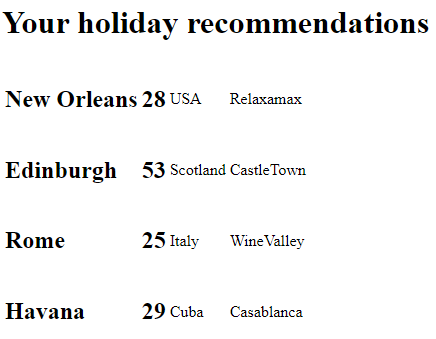 Your holiday recommendations
New Orleans 28 USA Relaxamax
Edinburgh 53 Scotland CastleTown
Rome 25 Italy WineValley
Havana 29 Cuba Casablanca